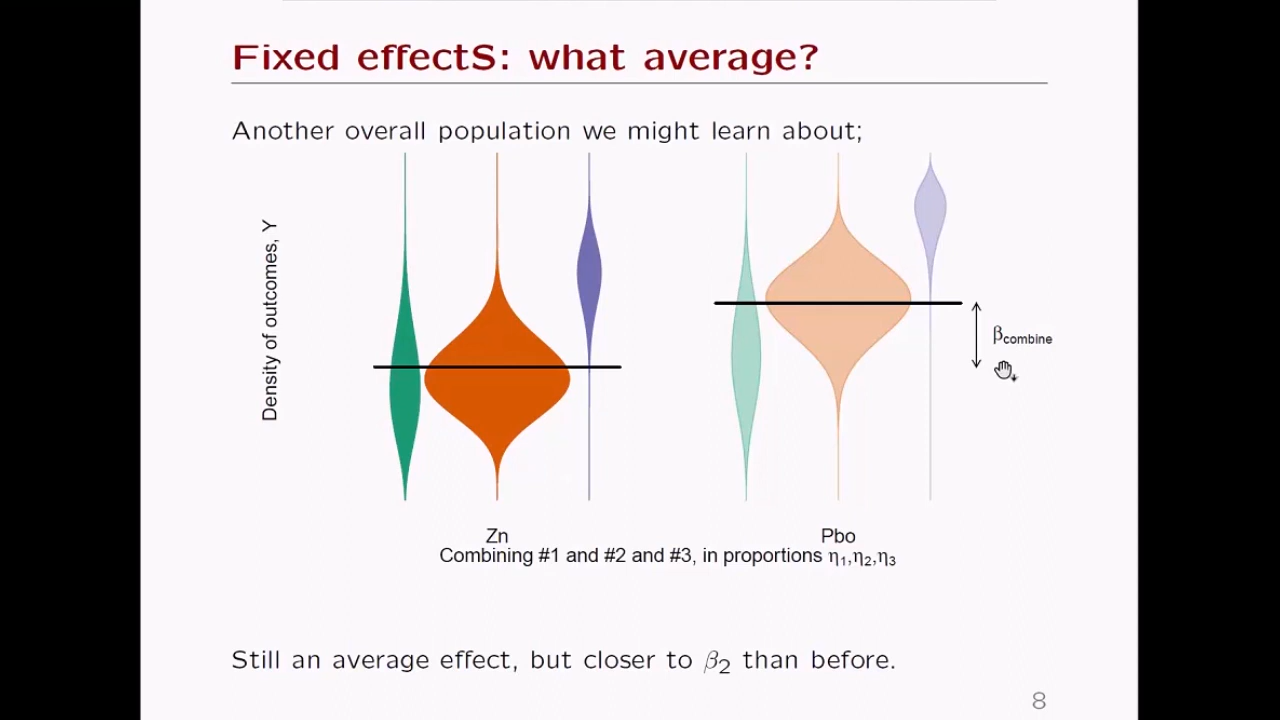 Fixed effectS: what average?
Another overall population we might learn about;
Density of outcomes, Y
βcombine
Zn
Pbo
Combining #1 and #2 and #3, in proportions η1,η2,η3
Still an average effect, but closer to β2 than before.
8